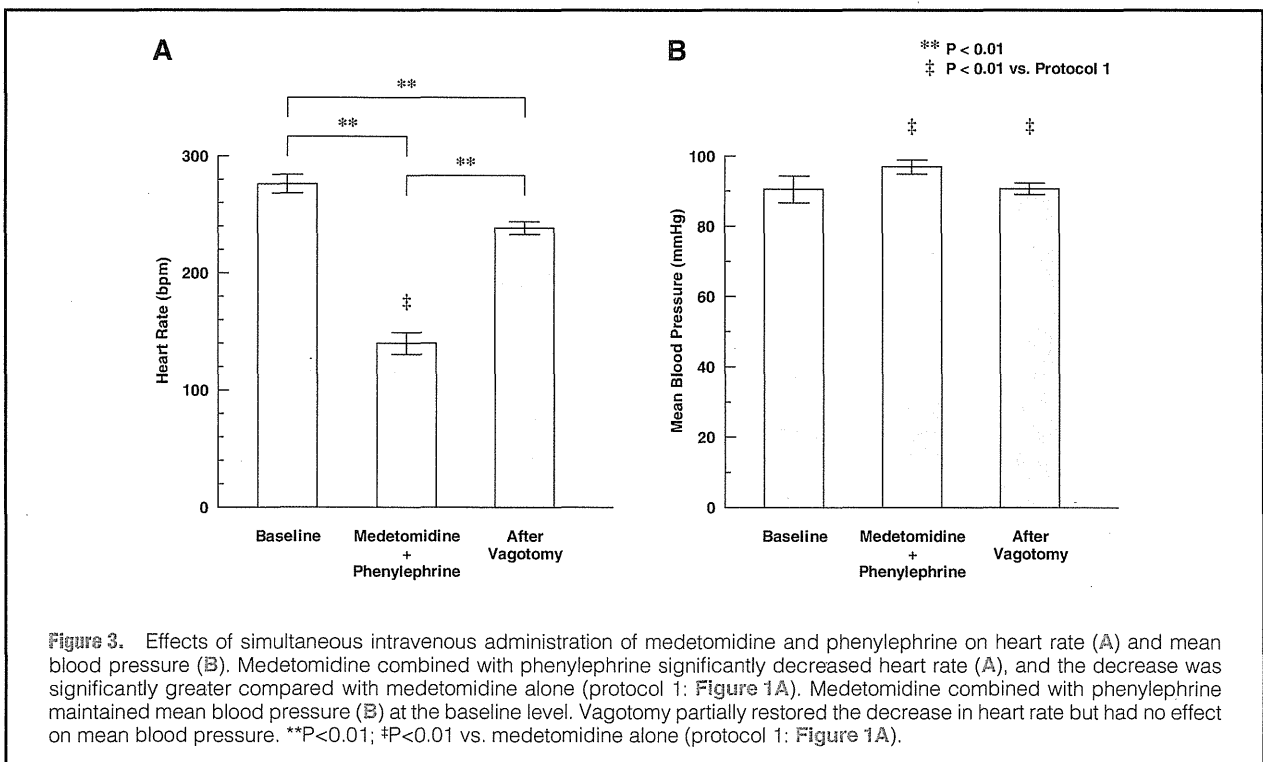 A
B
** P < 0.01
‡ P < 0.01 vs. Protocol 1
**
**
**
‡
‡
‡
Heart Rate (bpm)
300
200
100
0
Baseline
Medetomidine
+
Phenylephrine
After
Vagotomy
Mean Blood Pressure (mmHg)
100
80
60
40
20
0
Baseline
Medetomidine
+
Phenylephrine
After
Vagotomy
Figure 3. Effects of simultaneous intravenous administration of medetomidine and phenylephrine on heart rate (A) and mean
blood pressure (B). Medetomidine combined with phenylephrine significantly decreased heart rate (A), and the decrease was
significantly greater compared with medetomidine alone (protocol 1: Figure 1A). Medetomidine combined with phenylephrine
maintained mean blood pressure (B) at the baseline level. Vagotomy partially restored the decrease in heart rate but had no effect
on mean blood pressure. **P<0.01; ‡P<0.01 vs. medetomidine alone (protocol 1: Figure 1A).